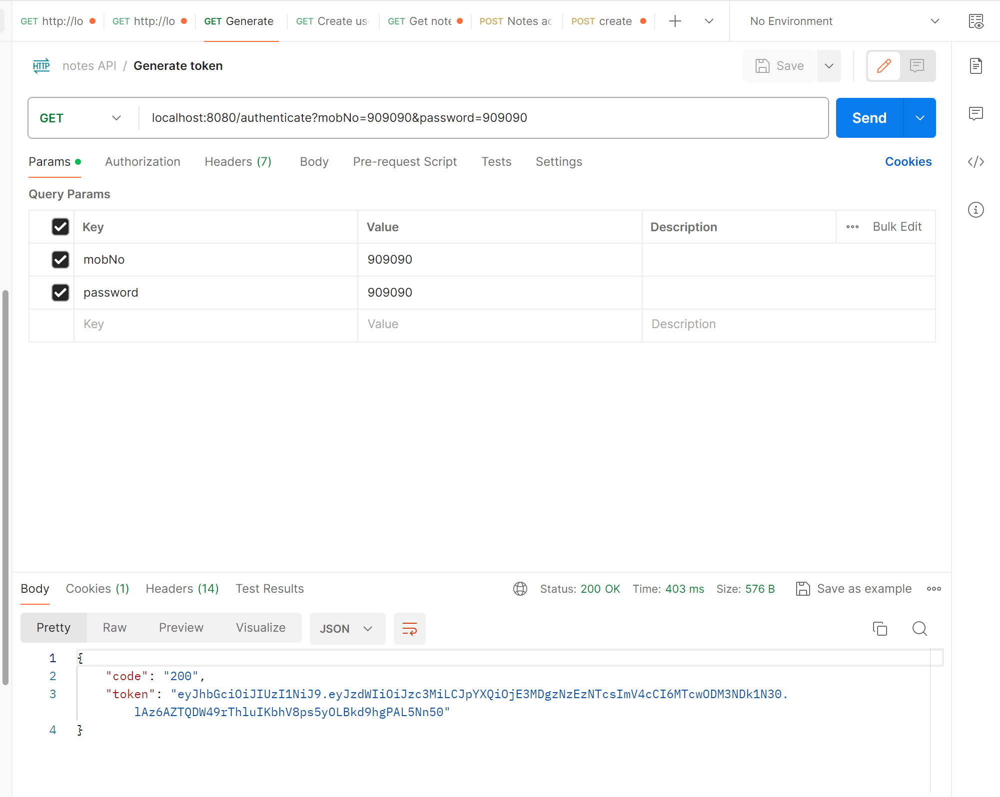 GET http://lo GET http://lo GET Generate GET Create us GET Get note POST Notes ac POST create No Environment
HTTP notes API / Generate token Save
GET localhost:8080/authenticate?mobNo=909090&password=909090 Send
Params Authorization Headers (7) Body Pre-request Script Tests Settings Cookies
Query Params
Key Value Description Bulk Edit
mobNo 909090
password 909090
Key Value Description
Body Cookies (1) Headers (14) Test Results Status: 200 OK Time: 403 ms Size: 576 B Save as example
Pretty Raw Preview Visualize JSON
1 {
2 "code": "200",
3 "token": "eyJhbGciOiJIUzI1NiJ9.eyJzdWIiOiJzc3MiLCJpYXQiOjE3MDgzNzEzNTcsImV4cCI6MTcwODM3NDk1N30.
lAz6AZTQDW49rThluIKbhV8ps5yOLBkd9hgPAL5Nn50"
4 }